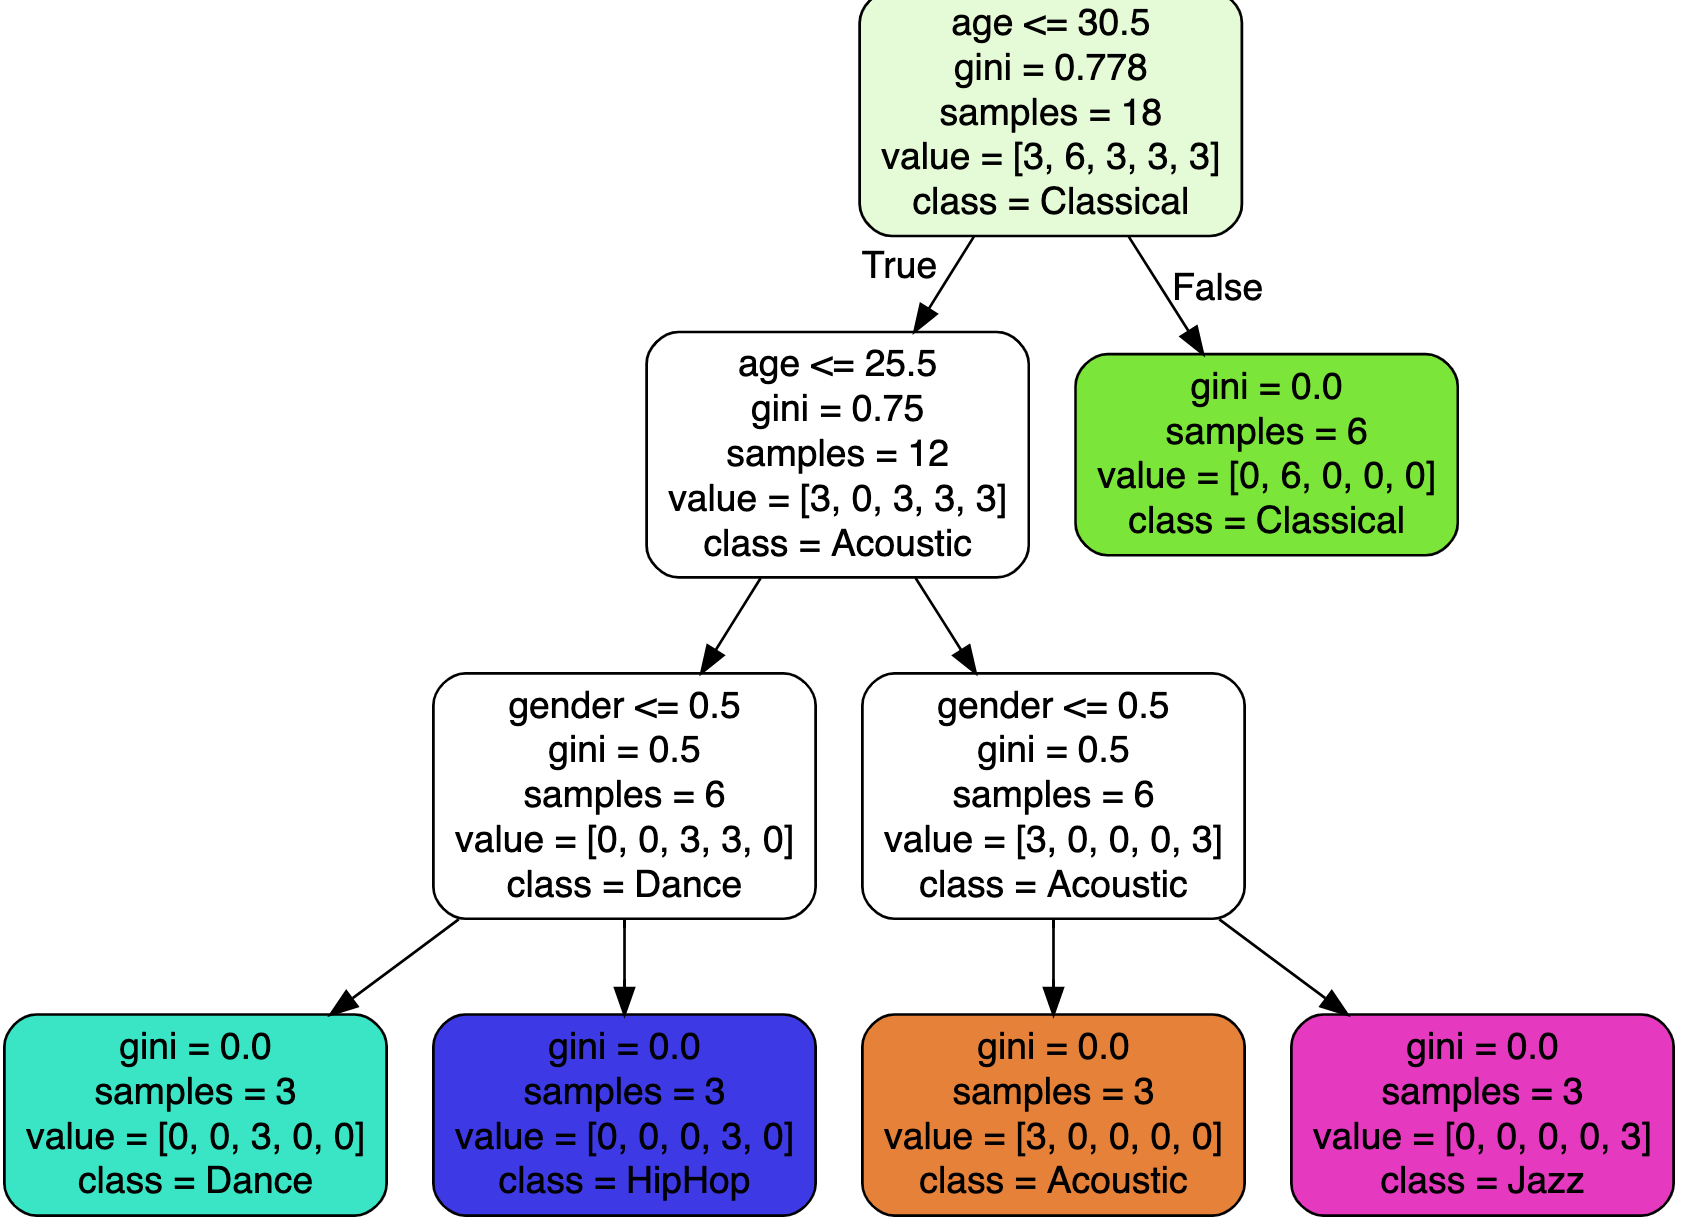 age <= 30.5
gini = 0.778
samples = 18
value = [3, 6, 3, 3, 3]
class = Classical
True
False
age <= 25.5
gini = 0.75
samples = 12
value = [3, 0, 3, 3, 3]
class = Acoustic
gini = 0.0
samples = 6
value = [0, 6, 0, 0, 0]
class = Classical
gender <= 0.5
gini = 0.5
samples = 6
value = [0, 0, 3, 3, 0]
class = Dance
gender <= 0.5
gini = 0.5
samples = 6
value = [3, 0, 0, 0, 3]
class = Acoustic
gini = 0.0
samples = 3
value = [0, 0, 3, 0, 0]
class = Dance
gini = 0.0
samples = 3
value = [0, 0, 0, 3, 0]
class = HipHop
gini = 0.0
samples = 3
value = [3, 0, 0, 0, 0]
class = Acoustic
gini = 0.0
samples = 3
value = [0, 0, 0, 0, 3]
class = Jazz